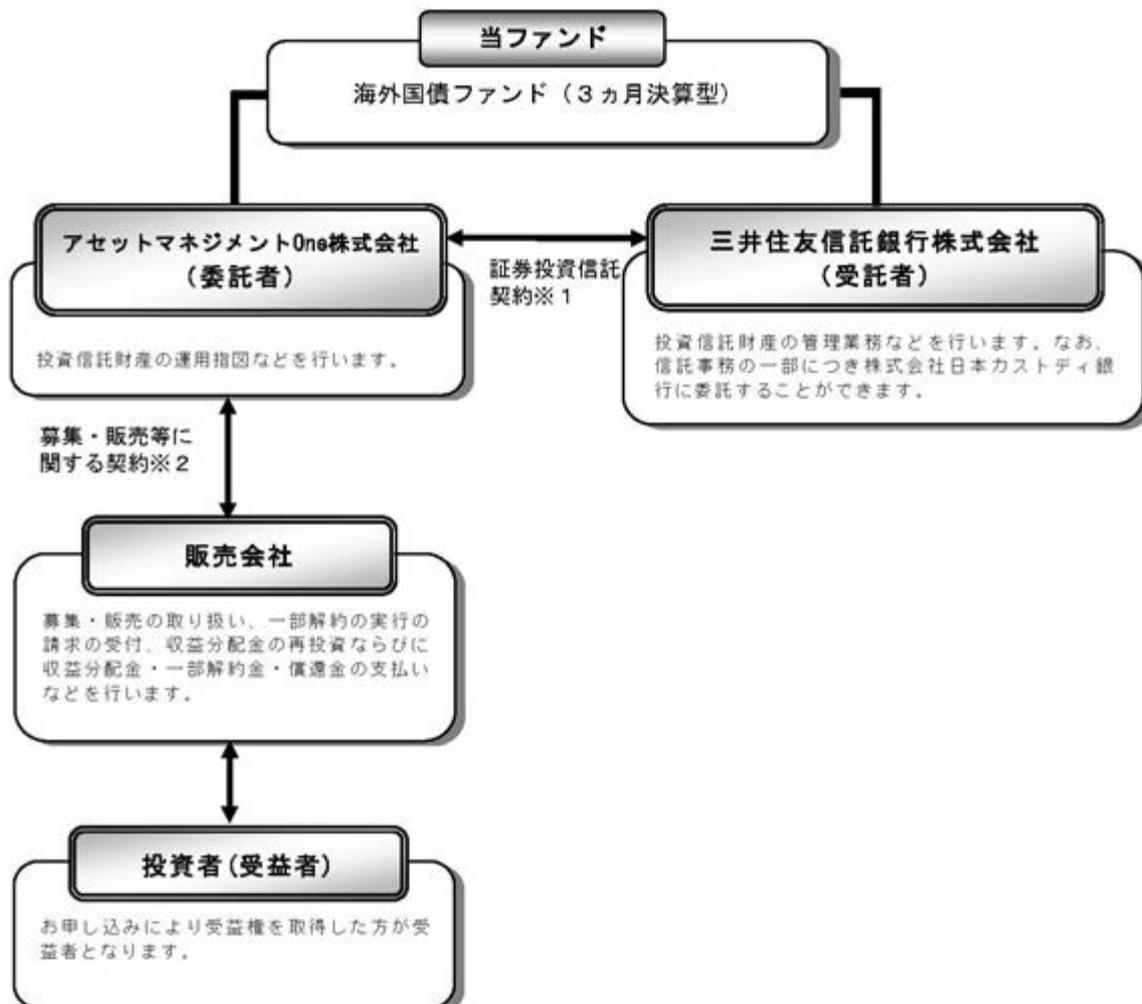 当ファンド
海外国債ファンド（３ヵ月決算型）
アセットマネジメントOne株式会社
（委託者）
投資信託財産の運用指図などを行います。
証券投資信託
契約※１
三井住友信託銀行株式会社
（受託者）
投資信託財産の管理業務などを行います。なお、
信託事務の一部につき株式会社日本カストディ銀
行に委託することができます。
募集・販売等に
関する契約※２
販売会社
募集・販売の取り扱い、一部解約の実行の
請求の受付、収益分配金の再投資ならびに
収益分配金・一部解約金・償還金の支払い
などを行います。
投資者(受益者)
お申し込みにより受益権を取得した方が受
益者となります。